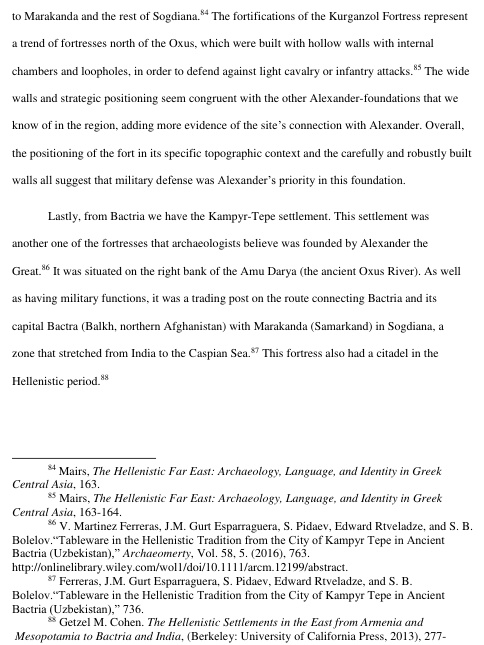 to Marakanda and the rest of Sogdiana.84 The fortifications of the Kurganzol Fortress represent
a trend of fortresses north of the Oxus, which were built with hollow walls with internal
chambers and loopholes, in order to defend against light cavalry or infantry attacks.85 The wide
walls and strategic positioning seem congruent with the other Alexander-foundations that we
know of in the region, adding more evidence of the site's connection with Alexander. Overall,
the positioning of the fort in its specific topographic context and the carefully and robustly built
walls all suggest that military defense was Alexander's priority in this foundation.
Lastly, from Bactria we have the Kampyr-Tepe settlement. This settlement was
another one of the fortresses that archaeologists believe was founded by Alexander the
Great.86 It was situated on the right bank of the Amu Darya (the ancient Oxus River). As well
as having military functions, it was a trading post on the route connecting Bactria and its
capital Bactra (Balkh, northern Afghanistan) with Marakanda (Samarkand) in Sogdiana, a
zone that stretched from India to the Caspian Sea.87 This fortress also had a citadel in the
Hellenistic period.88
84 Mairs, The Hellenistic Far East: Archaeology, Language, and Identity in Greek
Central Asia, 163.
85 Mairs, The Hellenistic Far East: Archaeology, Language, and Identity in Greek
Central Asia, 163-164.
86 V. Martinez Ferreras, J.M. Gurt Esparraguera, S. Pidaev, Edward Rtveladze, and S. B.
Bolelov.“Tableware in the Hellenistic Tradition from the City of Kampyr Tepe in Ancient
Bactria (Uzbekistan),” Archaeomerty, Vol. 58, 5. (2016), 763.
http://onlinelibrary.wiley.com/wol1/doi/10.1111/arcm.12199/abstract.
87 Ferreras, J.M. Gurt Esparraguera, S. Pidaev, Edward Rtveladze, and S. B.
Bolelov.“Tableware in the Hellenistic Tradition from the City of Kampyr Tepe in Ancient
Bactria (Uzbekistan),” 736.
88 Getzel M. Cohen. The Hellenistic Settlements in the East from Armenia and
Mesopotamia to Bactria and India, (Berkeley: University of California Press, 2013), 277-